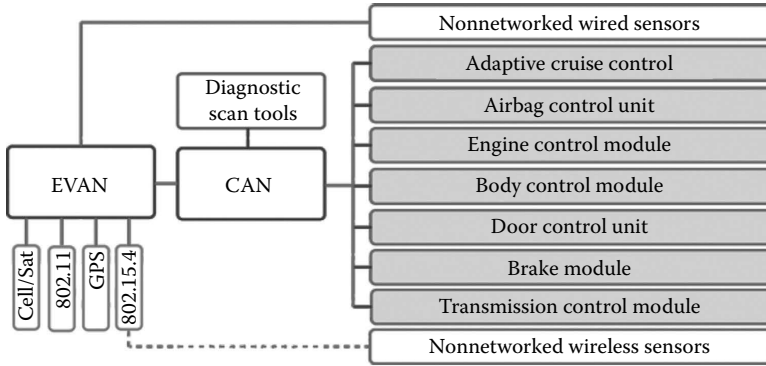 Nonnetworked wired sensors
Adaptive cruise control
Diagnostic
scan tools
Airbag control unit
Engine control module
EVAN
CAN
Body control module
Door control unit
Cell/Sat
802.11
GPS
802.15.4
Brake module
Transmission control module
Nonnetworked wireless sensors